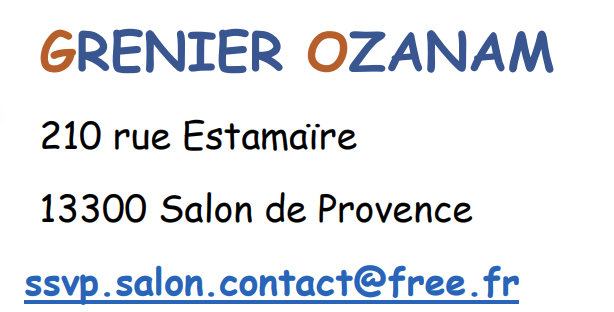 GRENIER OZANAM
210 rue Estamaïre
13300 Salon de Provence
ssvp.salon.contact@free.fr